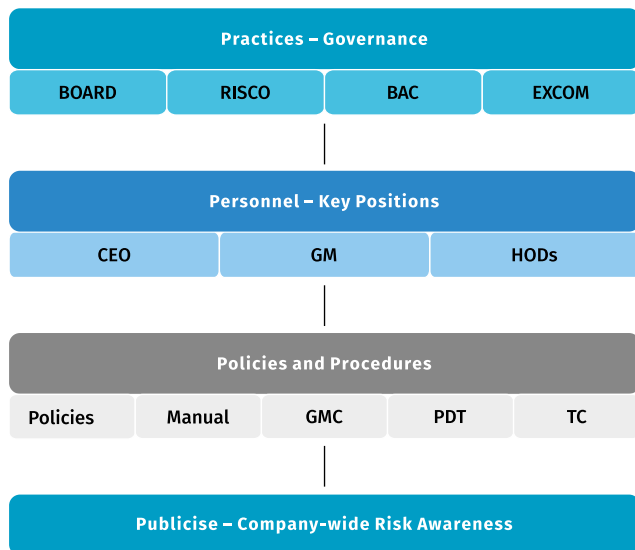 Practices – Governance
BOARD RISCO BAC EXCOM
Personnel – Key Positions
CEO GM HODs
Policies and Procedures
Policies Manual GMC PDT TC
Publicise – Company-wide Risk Awareness